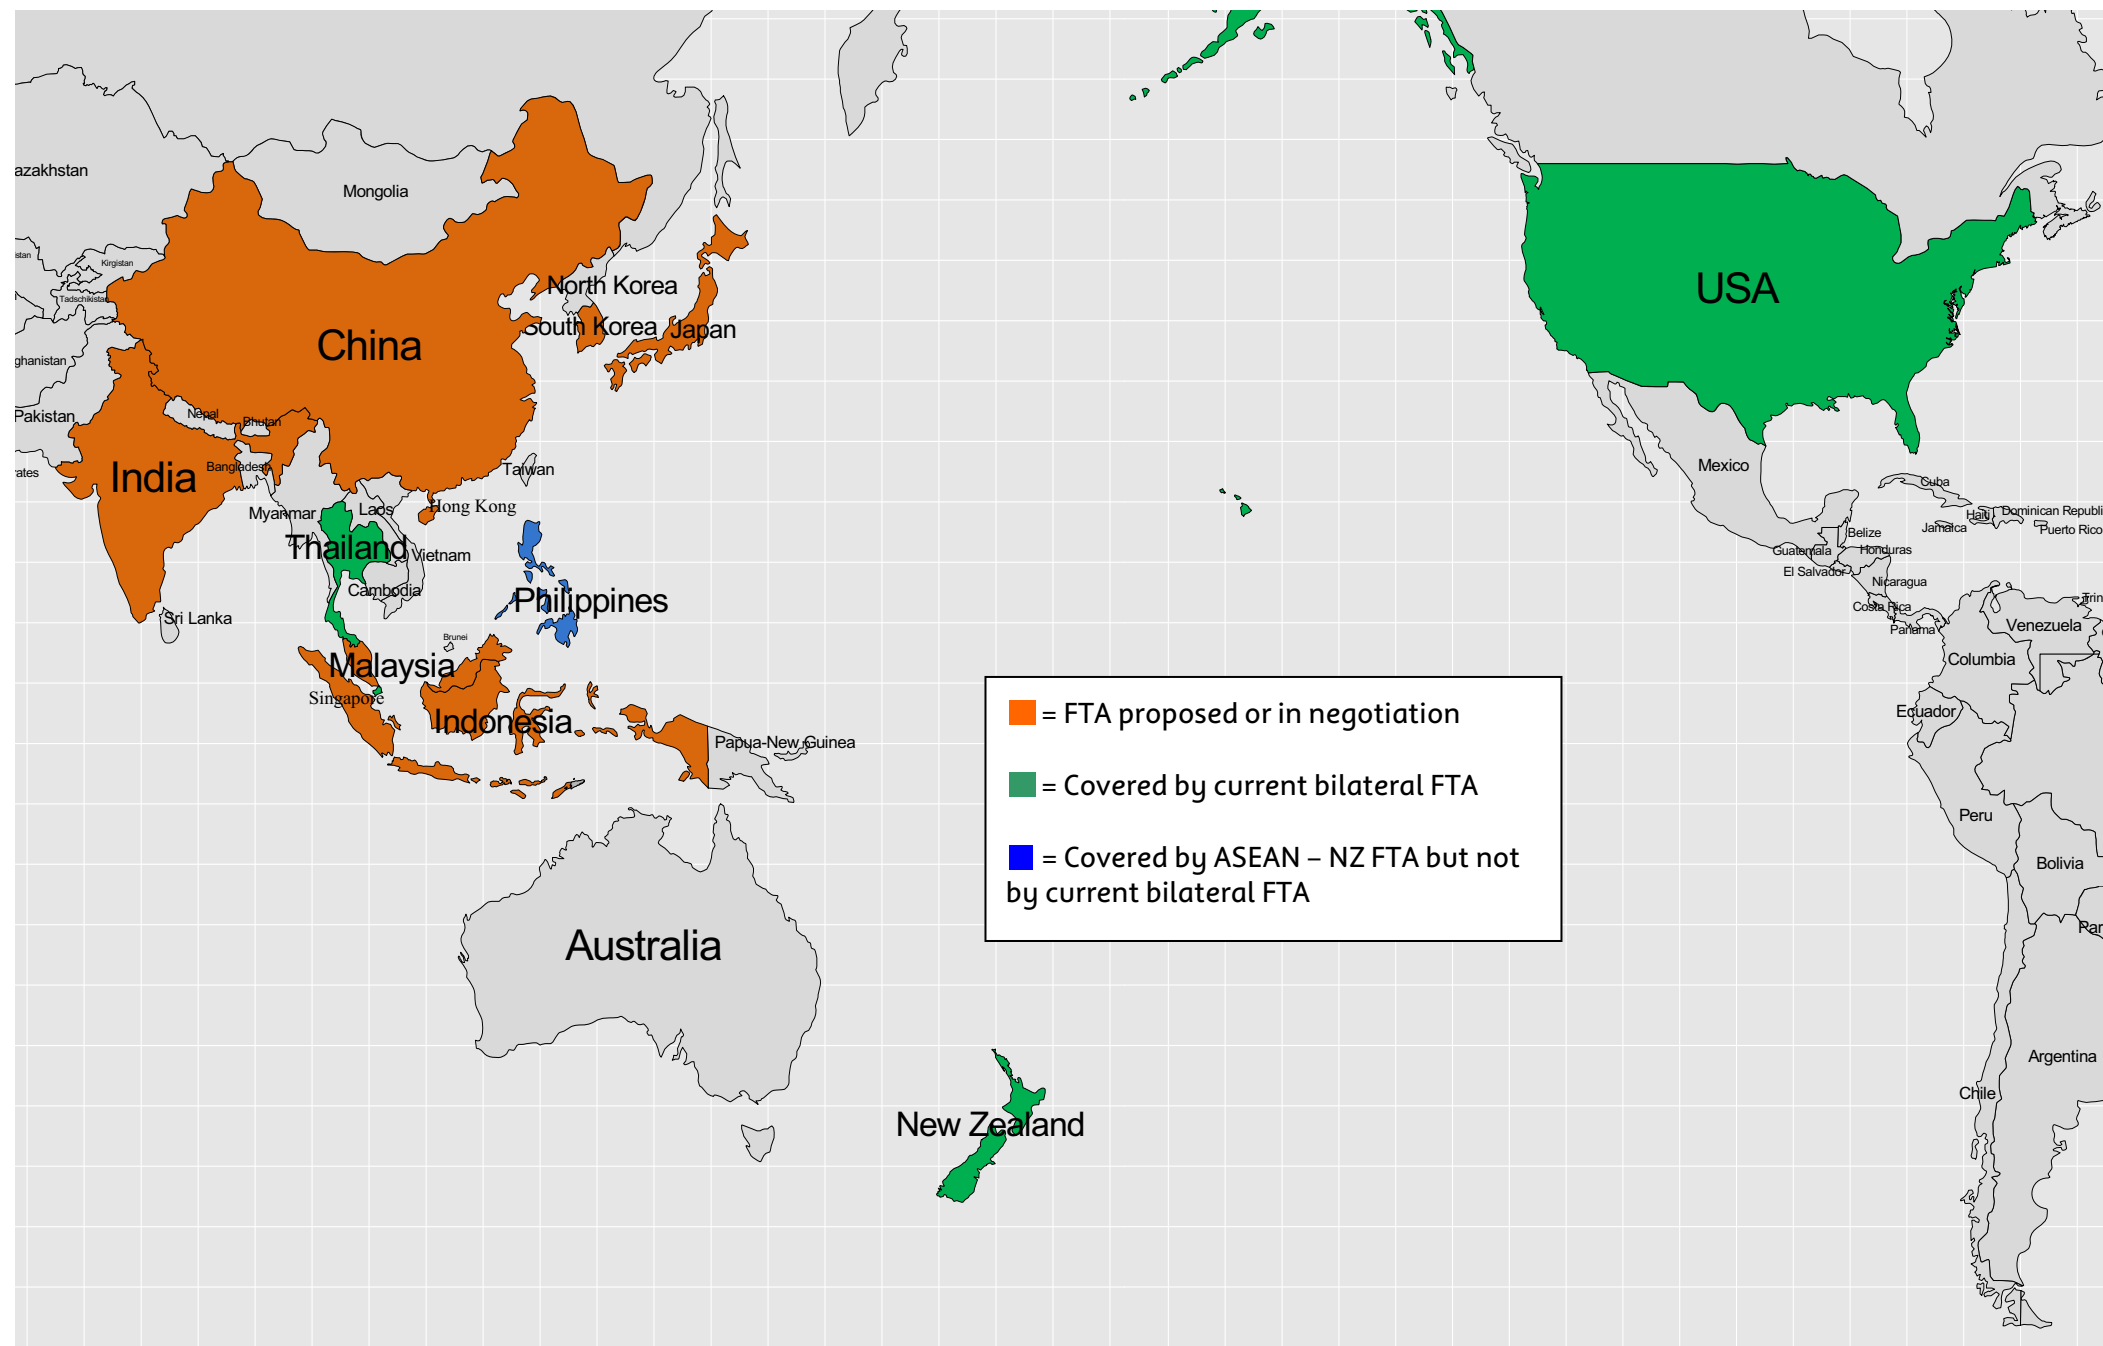 azakhstan
Mongolia
istan
Kirgistan
Tadschikistan
North Korea
South Korea
Japan
USA
China
ghanistan
Pakistan
Nepal
Bhutan
rates
India
Bangladesh
Taiwan
Mexico
Cuba
Myanmar
Laos
Hong Kong
Haiti
Dominican Republi
Jamaica
Puerto Rico
Belize
Thailand
Vietnam
Guatemala
Honduras
El Salvador
Nicaragua
Cambodia
Philippines
Costa Rica
Sri Lanka
Trin
Panama
Venezuela
Brunei
Malaysia
Columbia
Singapore
Indonesia
Ecuador
Papua-New Guinea
= FTA proposed or in negotiation
= Covered by current bilateral FTA
= Covered by ASEAN – NZ FTA but not
by current bilateral FTA
Peru
Bolivia
Par
Australia
Argentina
Chile
New Zealand